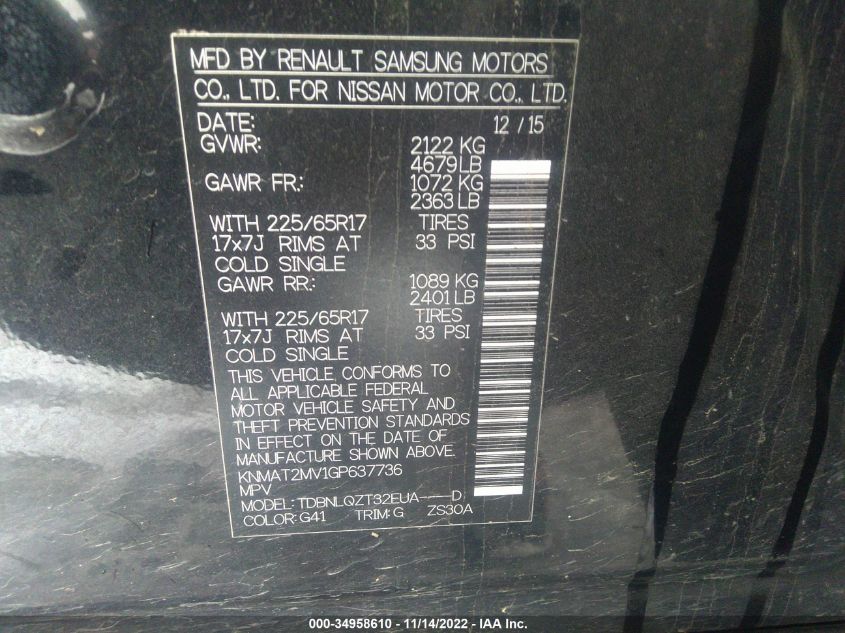 MFD BY RENAULT SAMSUNG MOTORS
CO., LTD. FOR NISSAN MOTOR CO., LTD.
DATE: 12 / 15
GVWR: 2122 KG
4679 LB
GAWR FR.: 1072 KG
2363 LB
WITH 225/65R17 TIRES
17x7J RIMS AT 33 PSI
COLD SINGLE
GAWR RR.: 1089 KG
2401 LB
WITH 225/65R17 TIRES
17x7J RIMS AT 33 PSI
COLD SINGLE
THIS VEHICLE CONFORMS TO
ALL APPLICABLE FEDERAL
MOTOR VEHICLE SAFETY AND
THEFT PREVENTION STANDARDS
IN EFFECT ON THE DATE OF
MANUFACTURE SHOWN ABOVE.
KNMAT2MV1GP637736
MPV
MODEL: TDBNLQZT32EUA----D
COLOR: G41 TRIM: G ZS30A
000-34958610 - 11/14/2022 - IAA Inc.